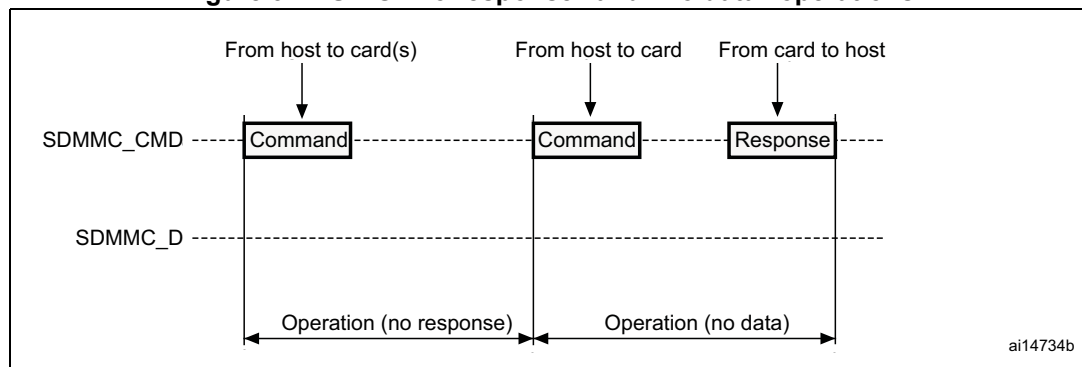 From host to card(s) From host to card From card to host
SDMMC_CMD Command Command Response
SDMMC_D
Operation (no response) Operation (no data)
ai14734b